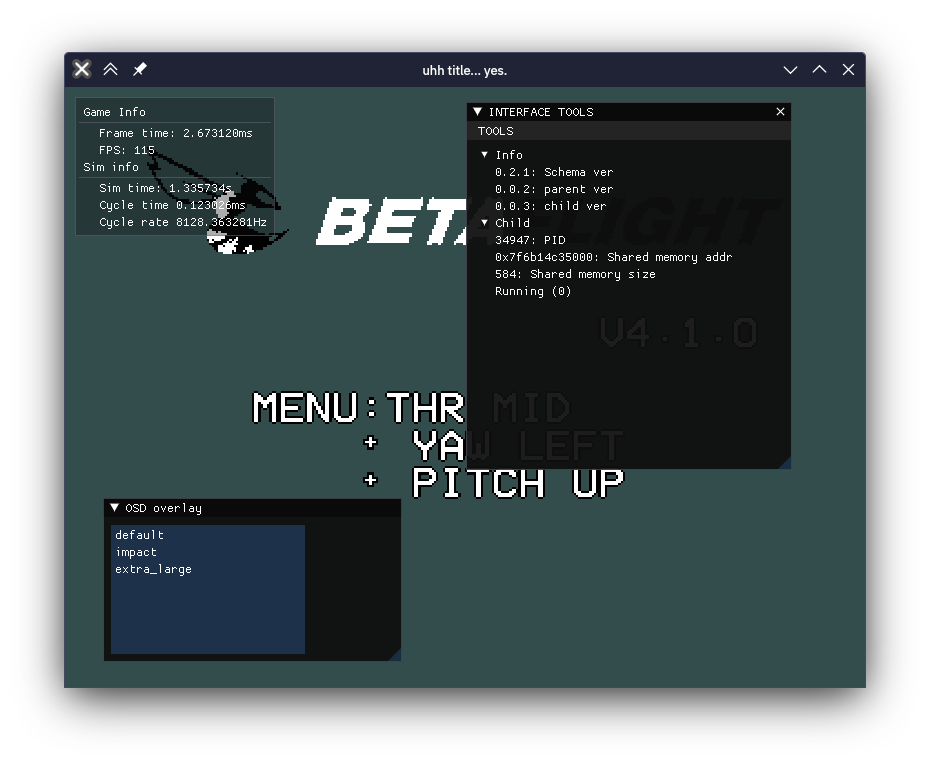 uhh title... yes.
Game Info
Frame time: 2.673120ms
FPS: 115
Sim info
Sim time: 1.335734s
Cycle time 0.123026ms
Cycle rate 8128.363281Hz
INTERFACE TOOLS
TOOLS
Info
0.2.1: Schema ver
0.0.2: parent ver
0.0.3: child ver
Child
34947: PID
0x7f6b14c35000: Shared memory addr
584: Shared memory size
Running (0)
BETAFLIGHT
V4.1.0
MENU:THR MID
+ YAW LEFT
+ PITCH UP
OSD overlay
default
impact
extra_large